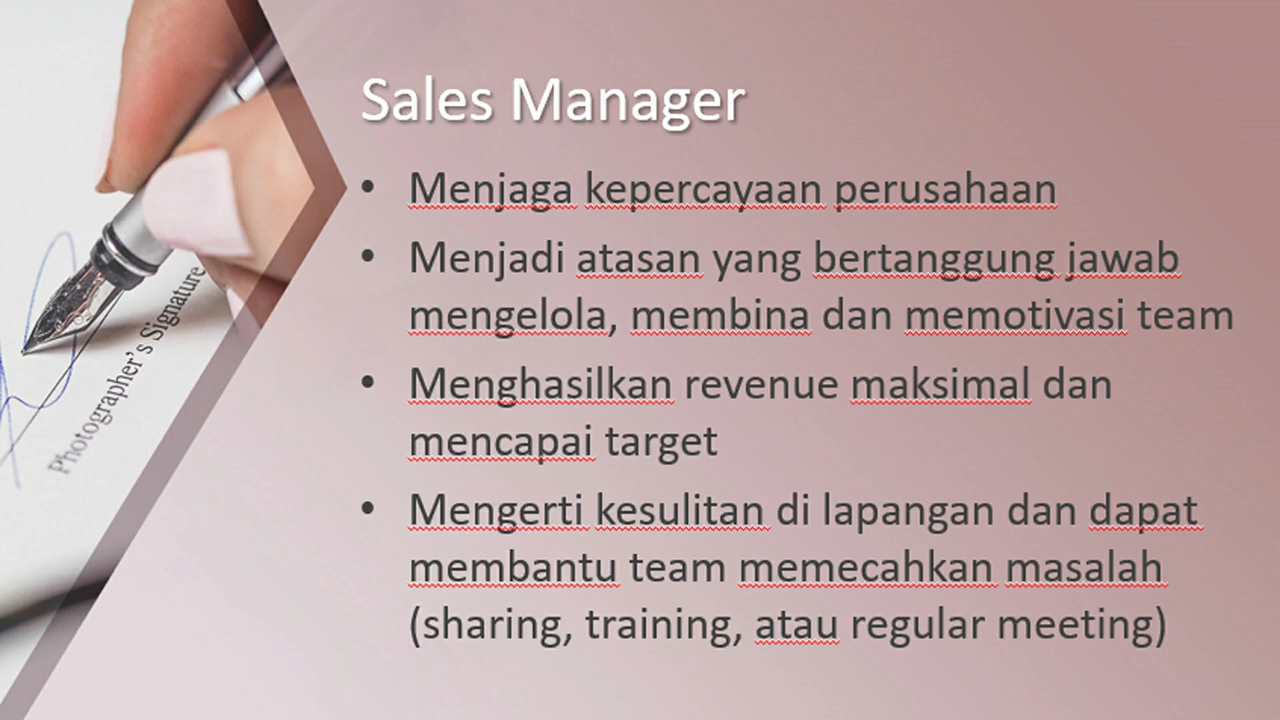 Sales Manager
• Menjaga kepercayaan perusahaan
• Menjadi atasan yang bertanggung jawab
mengelola, membina dan memotivasi team
• Menghasilkan revenue maksimal dan
mencapai target
• Mengerti kesulitan di lapangan dan dapat
membantu team memecahkan masalah
(sharing, training, atau regular meeting)
Photographer's Signature